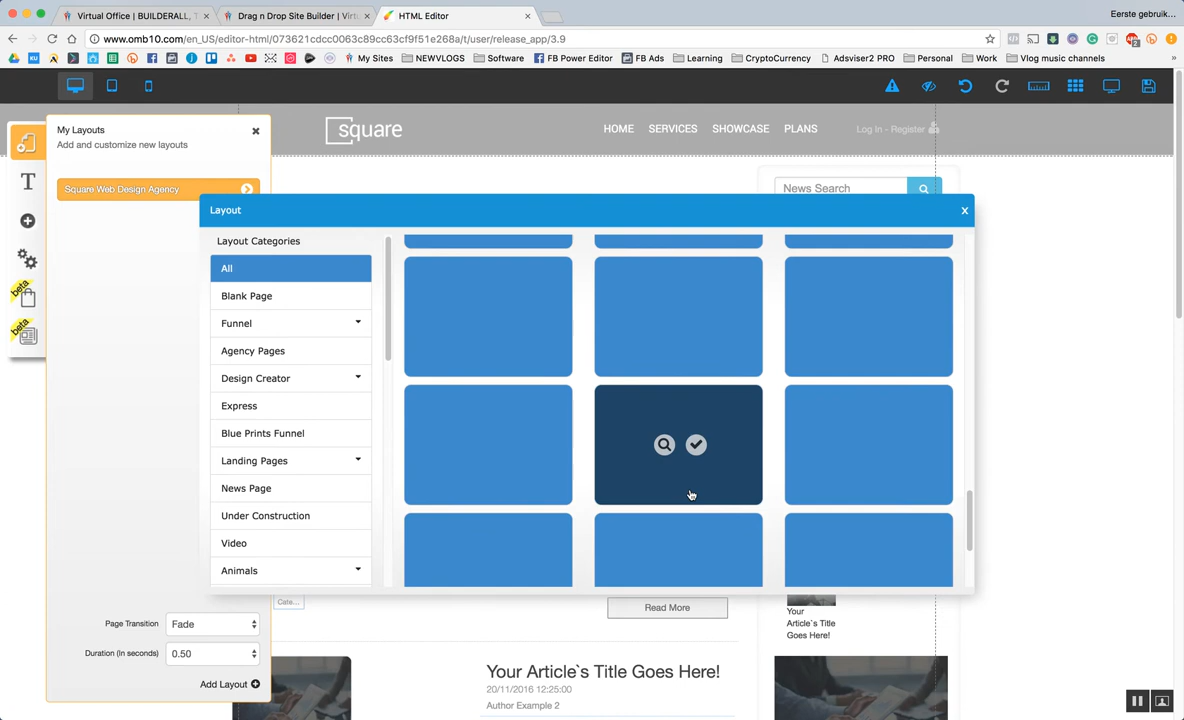 Virtual Office | BUILDERALL, T
Drag n Drop Site Builder | Virtu
HTML Editor
Eerste gebruik...
www.omb10.com/en_US/editor-html/073621cdcc0063c89cc63cf9f51e268a/t/user/release_app/3.9
My Sites
NEWVLOGS
Software
FB Power Editor
FB Ads
Learning
CryptoCurrency
Adsviser2 PRO
Personal
Work
Vlog music channels
My Layouts
Add and customize new layouts
square
HOME
SERVICES
SHOWCASE
PLANS
Log In - Register
Square Web Design Agency
News Search
Layout
x
Layout Categories
All
Blank Page
Funnel
Agency Pages
Design Creator
Express
Blue Prints Funnel
Landing Pages
News Page
Under Construction
Video
Animals
T
beta
beta
Cate...
Read More
Your
Article`s Title
Goes Here!
Page Transition
Fade
Duration (In seconds)
0.50
Add Layout
Your Article`s Title Goes Here!
20/11/2016 12:25:00
Author Example 2